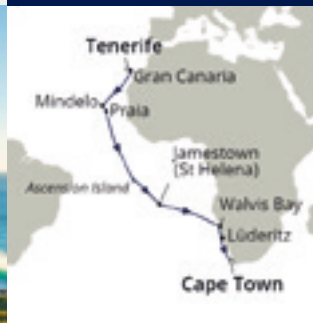 Tenerife
Gran Canaria
Mindelo
Praia
Jamestown
(St Helena)
Ascension Island
Walvis Bay
Lüderitz
Cape Town